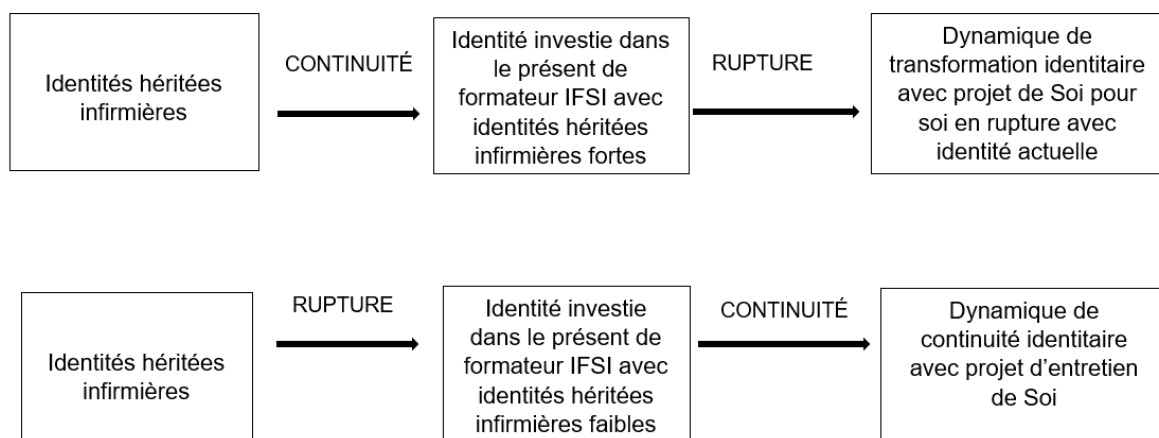 Identités héritées
infirmières
CONTINUITÉ
Identité investie dans
le présent de
formateur IFSI avec
identités héritées
infirmières fortes
RUPTURE
Dynamique de
transformation identitaire
avec projet de Soi pour
soi en rupture avec
identité actuelle
Identités héritées
infirmières
RUPTURE
Identité investie
dans le présent de
formateur IFSI avec
identités héritées
infirmières faibles
CONTINUITÉ
Dynamique de
continuité identitaire
avec projet d’entretien
de Soi